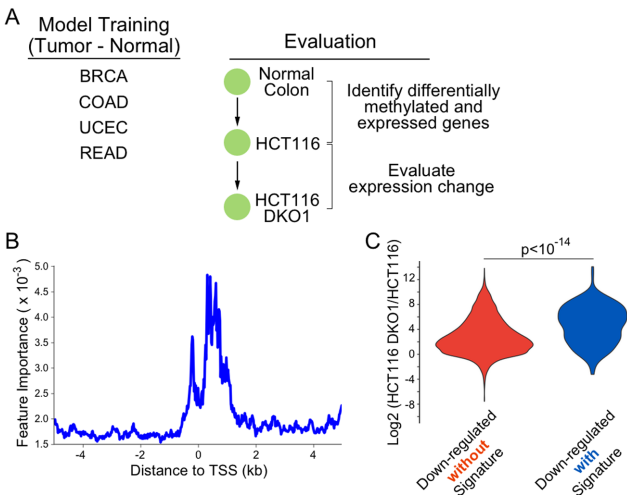 A
Model Training
(Tumor - Normal)
BRCA
COAD
UCEC
READ
Evaluation
Normal
Colon
HCT116
HCT116
DKO1
Identify differentially
methylated and
expressed genes
Evaluate
expression change
B
Feature Importance ( x 10-3)
5.0
4.5
4.0
3.5
3.0
2.5
2.0
1.5
-4
-2
0
2
4
Distance to TSS (kb)
C
p<10-14
Log2 (HCT116 DKO1/HCT116)
12
8
4
0
-4
-8
Down-regulated
without
Signature
Down-regulated
with
Signature